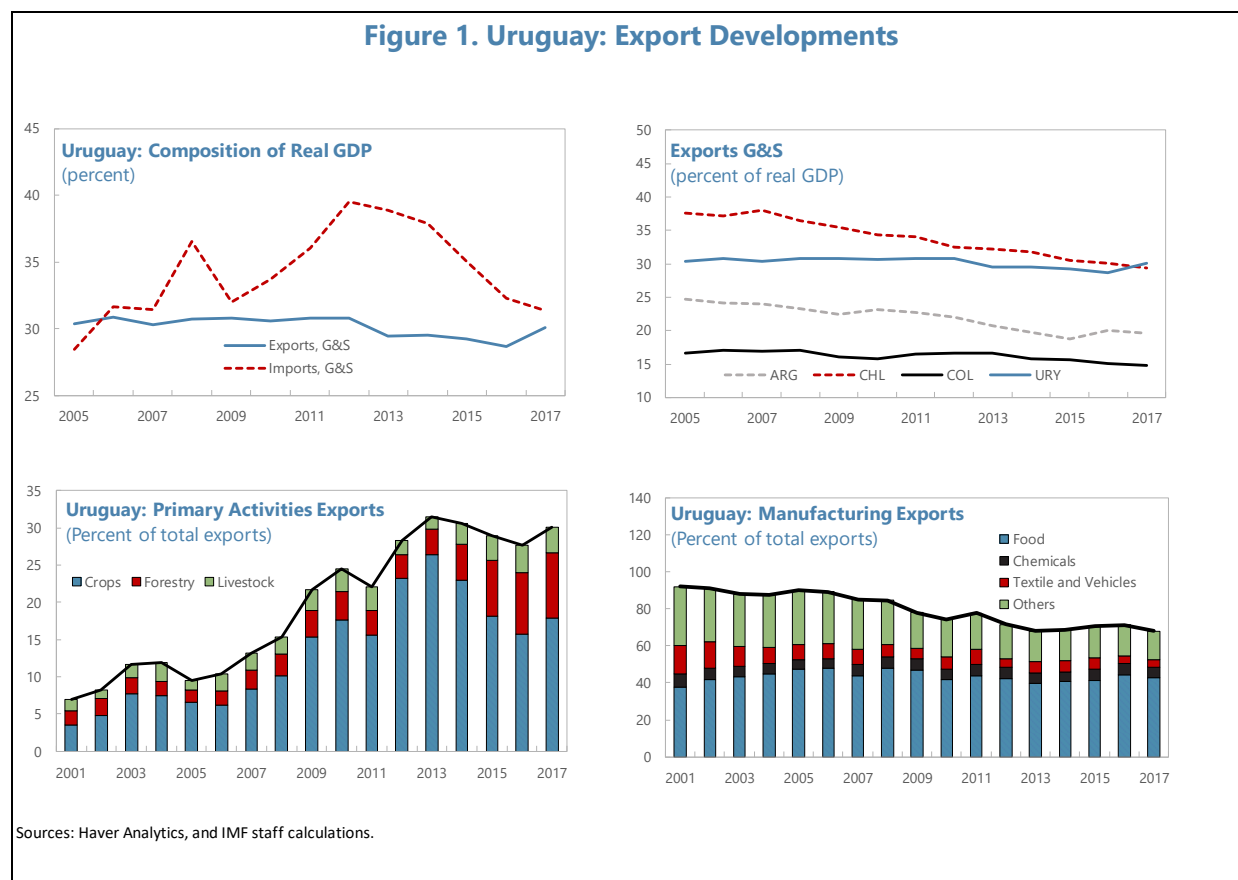 Figure 1. Uruguay: Export Developments
Uruguay: Composition of Real GDP
(percent)
45
40
35
30
25
Exports, G&S
Imports, G&S
2005 2007 2009 2011 2013 2015 2017
Exports G&S
(percent of real GDP)
50
45
40
35
30
25
20
15
10
ARG CHL COL URY
2005 2007 2009 2011 2013 2015 2017
Uruguay: Primary Activities Exports
(Percent of total exports)
35
30
25
20
15
10
5
0
Crops Forestry Livestock
2001 2003 2005 2007 2009 2011 2013 2015 2017
Uruguay: Manufacturing Exports
(Percent of total exports)
140
120
100
80
60
40
20
0
Food
Chemicals
Textile and Vehicles
Others
2001 2003 2005 2007 2009 2011 2013 2015 2017
Sources: Haver Analytics, and IMF staff calculations.